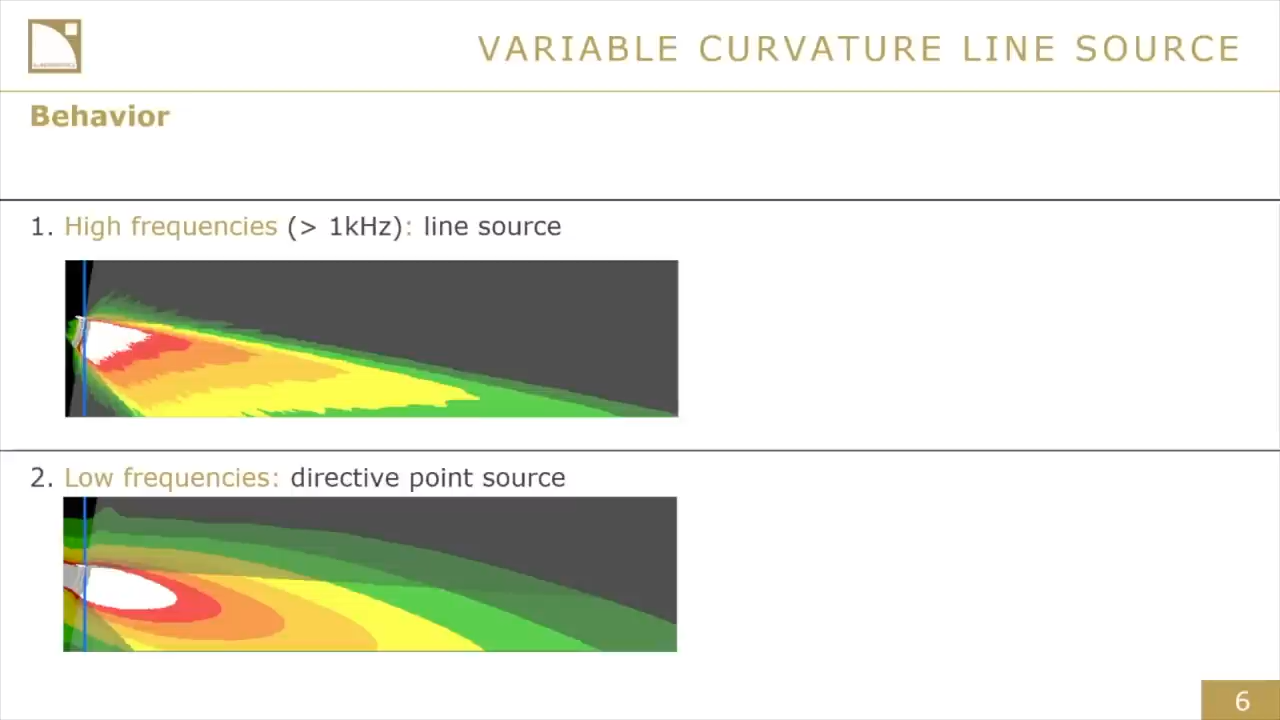 VARIABLE CURVATURE LINE SOURCE
Behavior
1. High frequencies (> 1kHz): line source
2. Low frequencies: directive point source
6